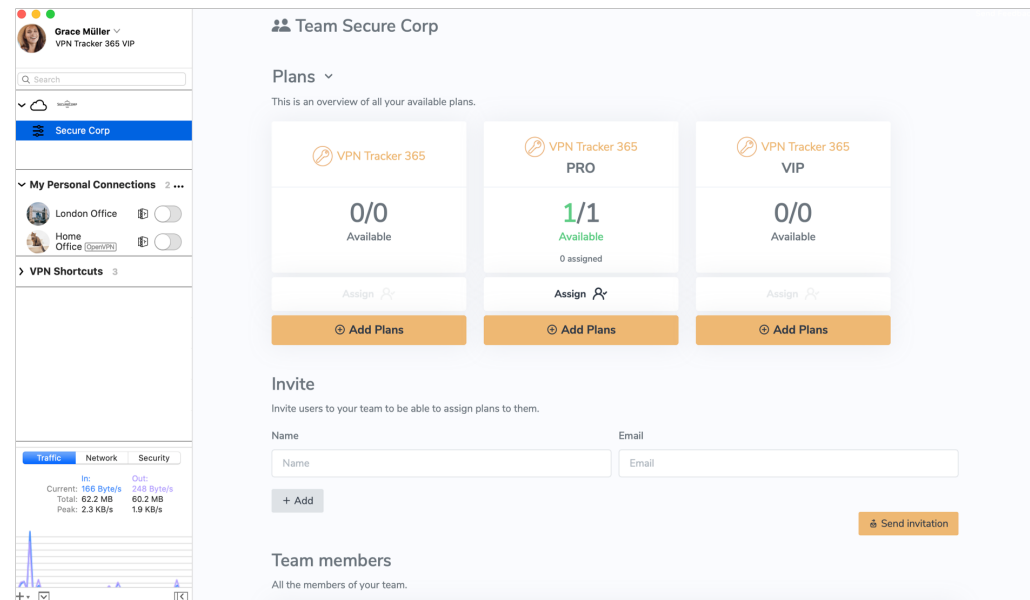 Grace Müller
VPN Tracker 365 VIP
Search
Secure Corp
My Personal Connections 2 •••
London Office
Home
Office OpenVPN
VPN Shortcuts 3
Traffic Network Security
In: Out:
Current: 166 Byte/s 248 Byte/s
Total: 62.2 MB 60.2 MB
Peak: 2.3 KB/s 1.9 KB/s
Team Secure Corp
Plans
This is an overview of all your available plans.
VPN Tracker 365
0/0
Available
Assign
Add Plans
VPN Tracker 365
PRO
1/1
Available
0 assigned
Assign
Add Plans
VPN Tracker 365
VIP
0/0
Available
Assign
Add Plans
Invite
Invite users to your team to be able to assign plans to them.
Name Email
Name Email
+ Add
Send invitation
Team members
All the members of your team.